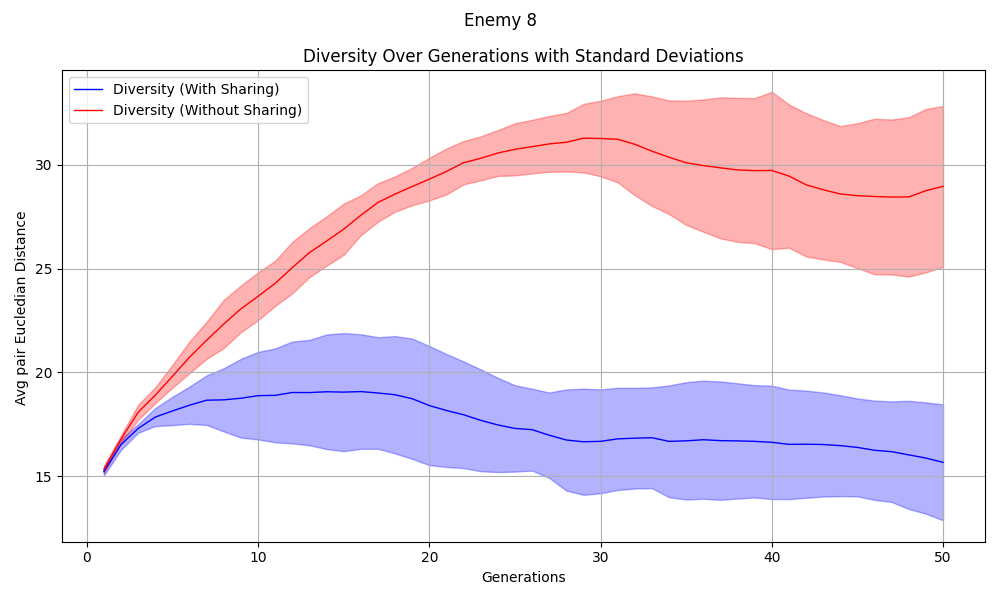 Enemy 8
Diversity Over Generations with Standard Deviations
Diversity (With Sharing)
Diversity (Without Sharing)
Avg pair Eucledian Distance
30
25
20
15
0 10 20 30 40 50
Generations